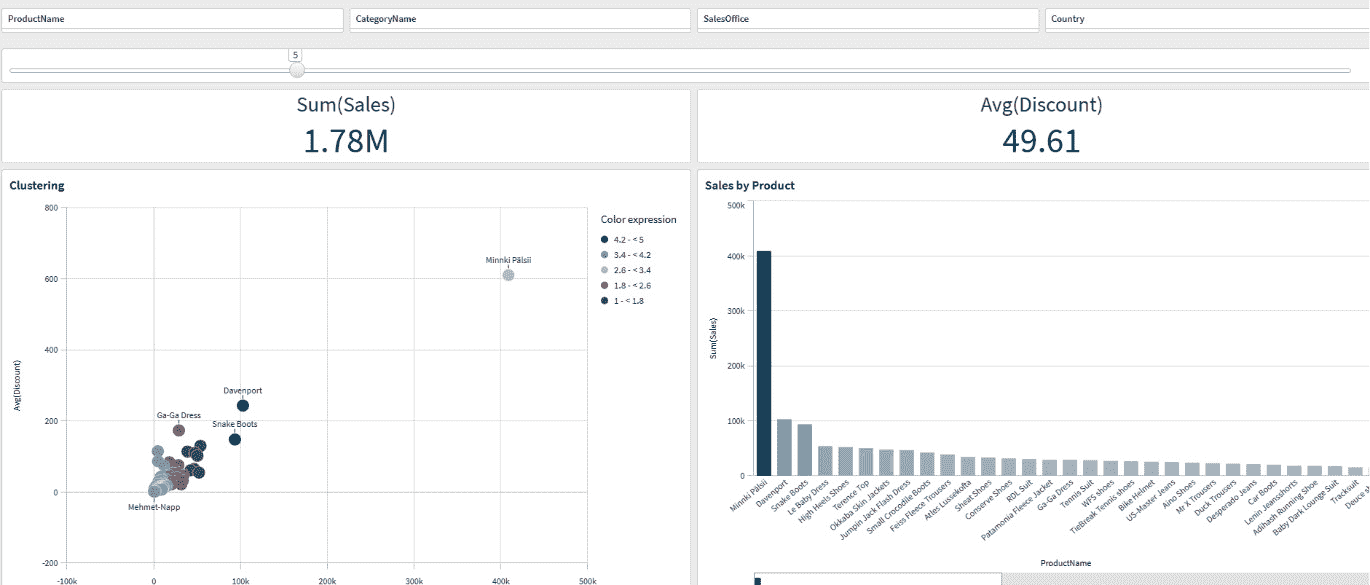 ProductName
CategoryName
SalesOffice
Country
5
Sum(Sales)
1.78M
Avg(Discount)
49.61
Clustering
800
600
400
200
0
-200
Avg(Discount)
-100k
0
100k
200k
300k
400k
500k
Minnki Pälsii
Davenport
Ga-Ga Dress
Snake Boots
Mehmet-Napp
Color expression
4.2 - < 5
3.4 - < 4.2
2.6 - < 3.4
1.8 - < 2.6
1 - < 1.8
Sales by Product
500k
400k
300k
200k
100k
0
Sum(Sales)
Minnki Pälsii
Davenport
Snake Boots
Le Baby Dress
High Heels Shoes
Terence Top
Okkaba Skin Jackets
Jumpin Jack Flash Dress
Small Crocodile Boots
Fens Fleece Trousers
Atles Lussekofta
Sheat Shoes
Conserve Shoes
RDL Suit
Patamonia Fleece Jacket
Ga-Ga Dress
Tennis Suit
WFS shoes
TieBreak Tennis shoes
Bike Helmet
US-Master Jeans
Aino Shoes
Mr X Trousers
Duck Trousers
Desperado Jeans
Car Boots
Lenin Jeansshorts
Adihash Running Shoe
Baby Dark Lounge Suit
Tracksuit
Deuce
ProductName